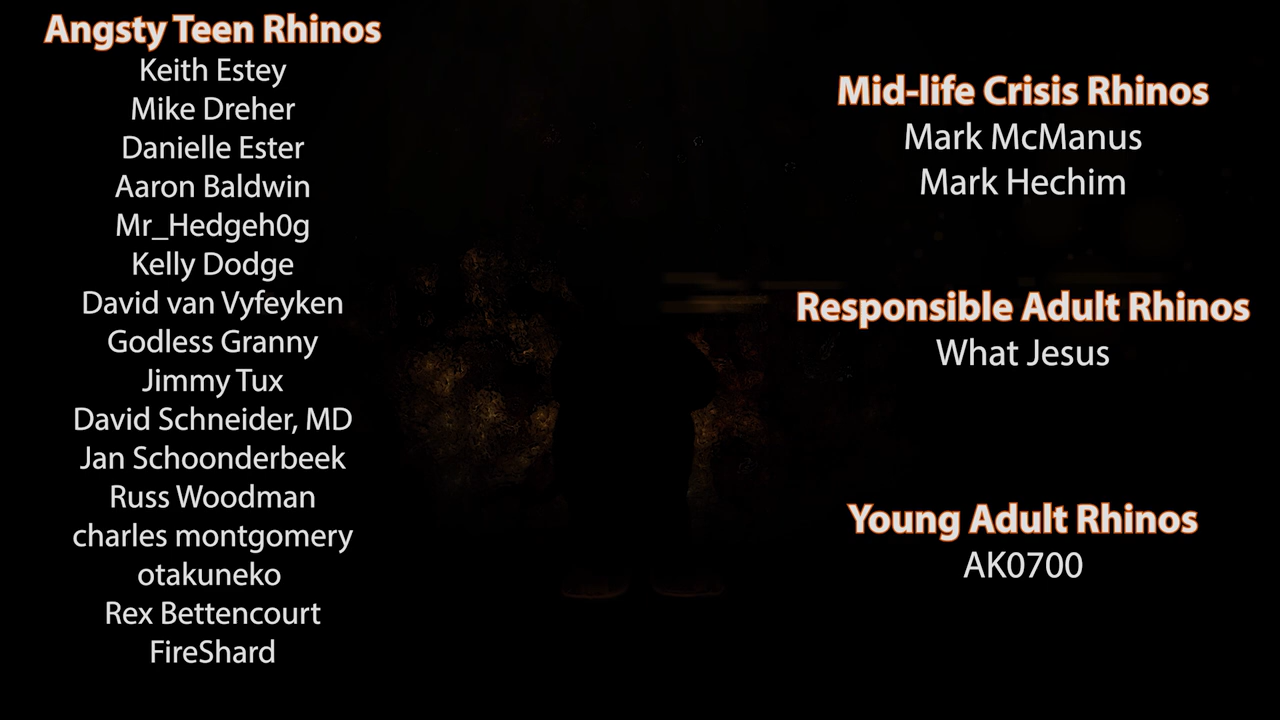 Angsty Teen Rhinos
Keith Estey
Mike Dreher
Danielle Ester
Aaron Baldwin
Mr_Hedgeh0g
Kelly Dodge
David van Vyfeyken
Godless Granny
Jimmy Tux
David Schneider, MD
Jan Schoonderbeek
Russ Woodman
charles montgomery
otakuneko
Rex Bettencourt
FireShard
Mid-life Crisis Rhinos
Mark McManus
Mark Hechim
Responsible Adult Rhinos
What Jesus
Young Adult Rhinos
AK0700